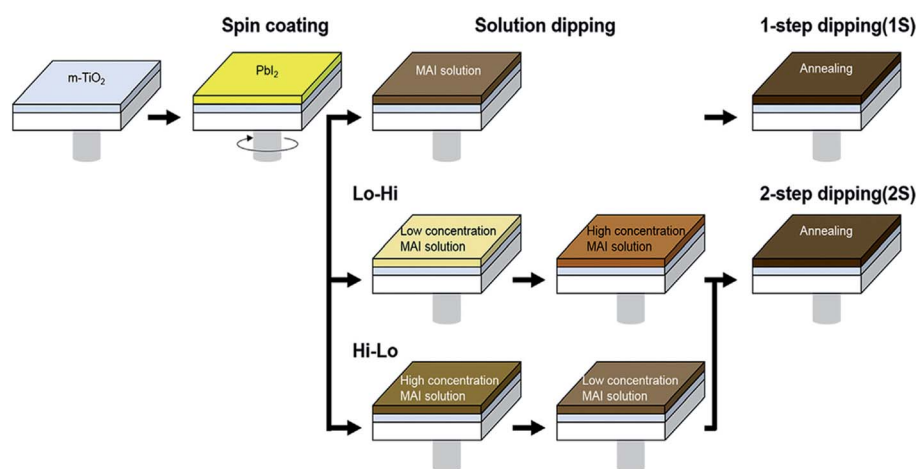 Spin coating
Solution dipping
1-step dipping(1S)
m-TiO₂
PbI₂
MAI solution
Annealing
Lo-Hi
2-step dipping(2S)
Low concentration
MAI solution
High concentration
MAI solution
Annealing
Hi-Lo
High concentration
MAI solution
Low concentration
MAI solution